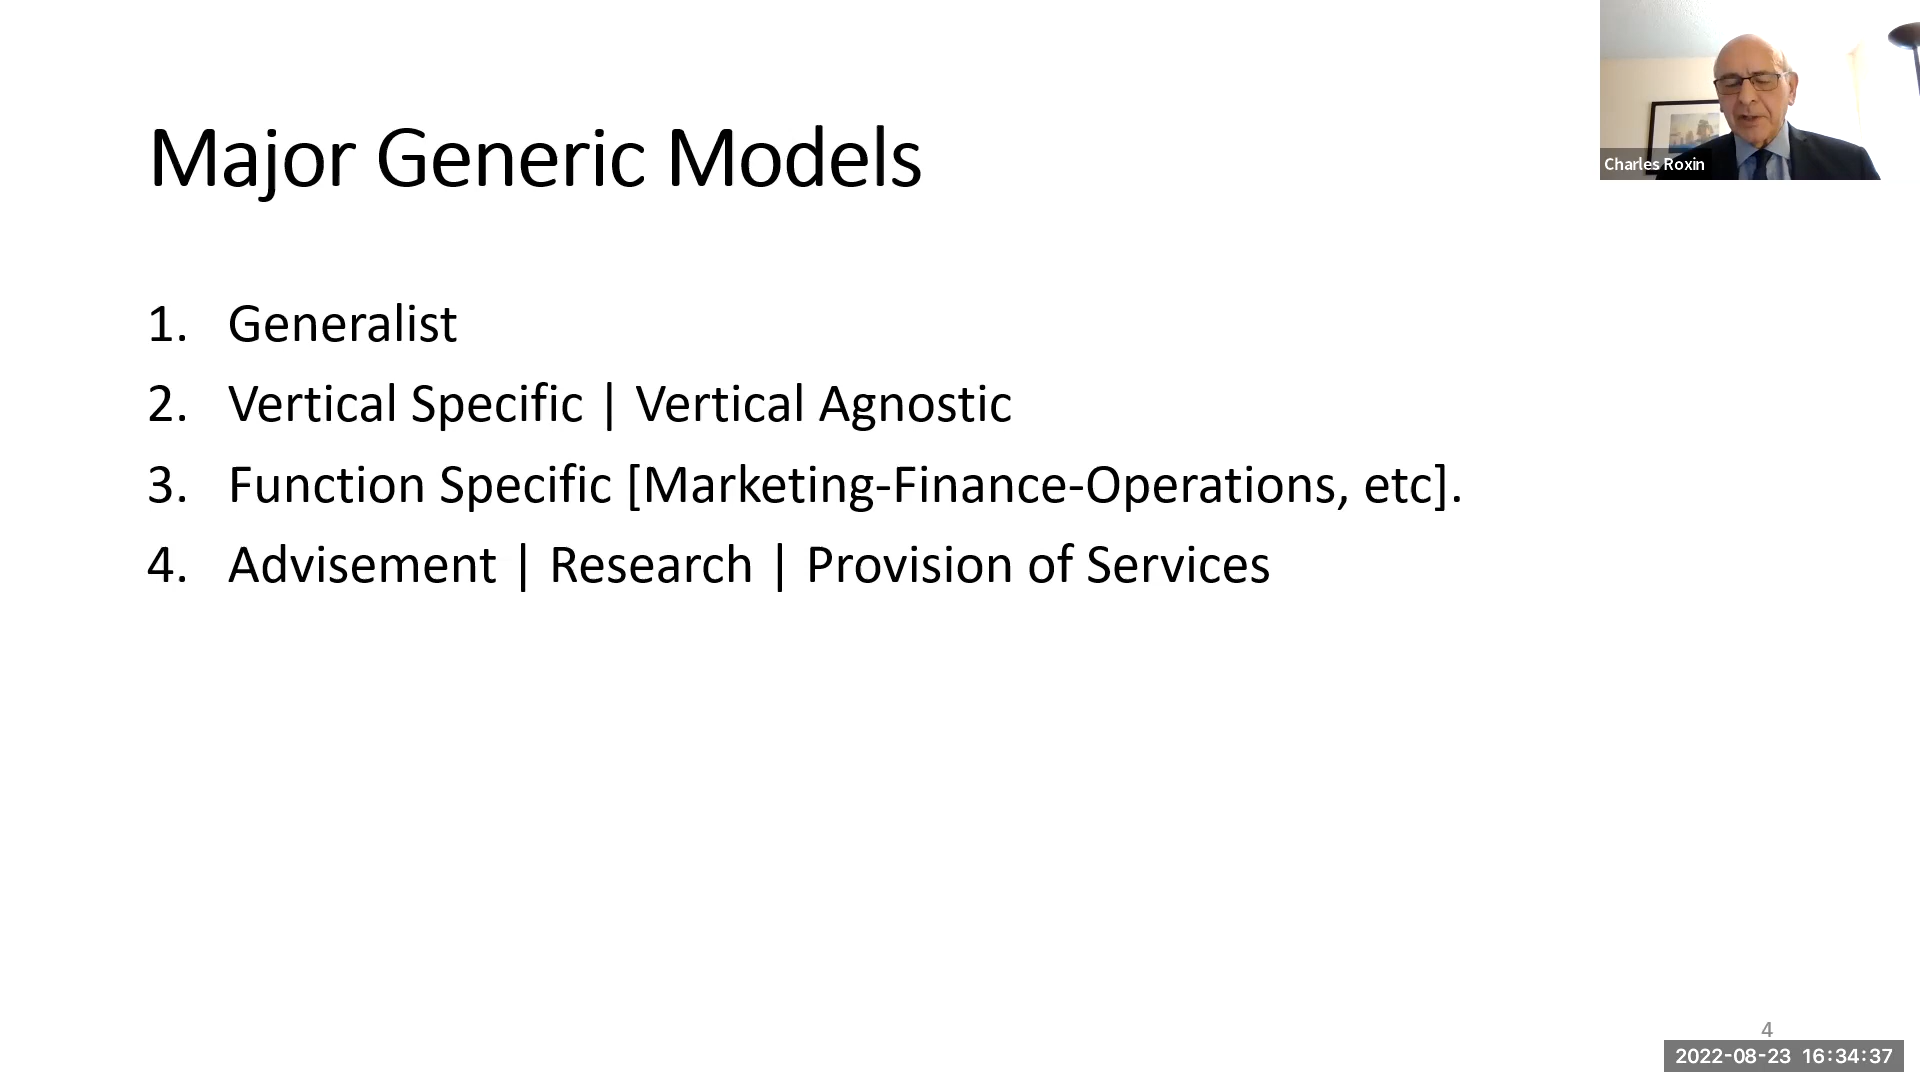 Major Generic Models
Charles Roxin
1. Generalist
2. Vertical Specific | Vertical Agnostic
3. Function Specific [Marketing-Finance-Operations, etc].
4. Advisement | Research | Provision of Services
4
2022-08-23 16:34:37